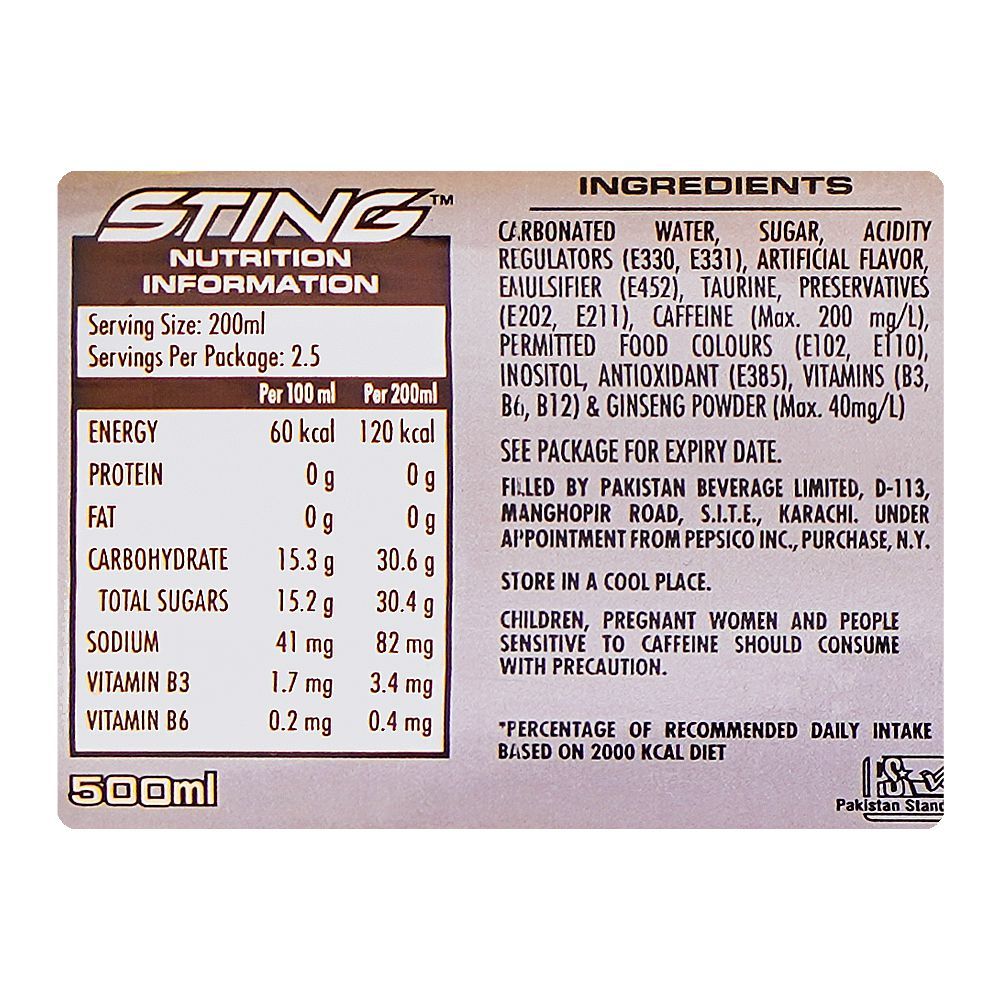 STING™
NUTRITION
INFORMATION
Serving Size: 200ml
Servings Per Package: 2.5
Per 100 ml Per 200ml
ENERGY 60 kcal 120 kcal
PROTEIN 0 g 0 g
FAT 0 g 0 g
CARBOHYDRATE 15.3 g 30.6 g
TOTAL SUGARS 15.2 g 30.4 g
SODIUM 41 mg 82 mg
VITAMIN B3 1.7 mg 3.4 mg
VITAMIN B6 0.2 mg 0.4 mg
500ml
INGREDIENTS
CARBONATED WATER, SUGAR, ACIDITY
REGULATORS (E330, E331), ARTIFICIAL FLAVOR,
EMULSIFIER (E452), TAURINE, PRESERVATIVES
(E202, E211), CAFFEINE (Max. 200 mg/L),
PERMITTED FOOD COLOURS (E102, E110),
INOSITOL, ANTIOXIDANT (E385), VITAMINS (B3,
B6, B12) & GINSENG POWDER (Max. 40mg/L)
SEE PACKAGE FOR EXPIRY DATE.
FILLED BY PAKISTAN BEVERAGE LIMITED, D-113,
MANGHOPIR ROAD, S.I.T.E., KARACHI. UNDER
APPOINTMENT FROM PEPSICO INC., PURCHASE, N.Y.
STORE IN A COOL PLACE.
CHILDREN, PREGNANT WOMEN AND PEOPLE
SENSITIVE TO CAFFEINE SHOULD CONSUME
WITH PRECAUTION.
*PERCENTAGE OF RECOMMENDED DAILY INTAKE
BASED ON 2000 KCAL DIET
Pakistan